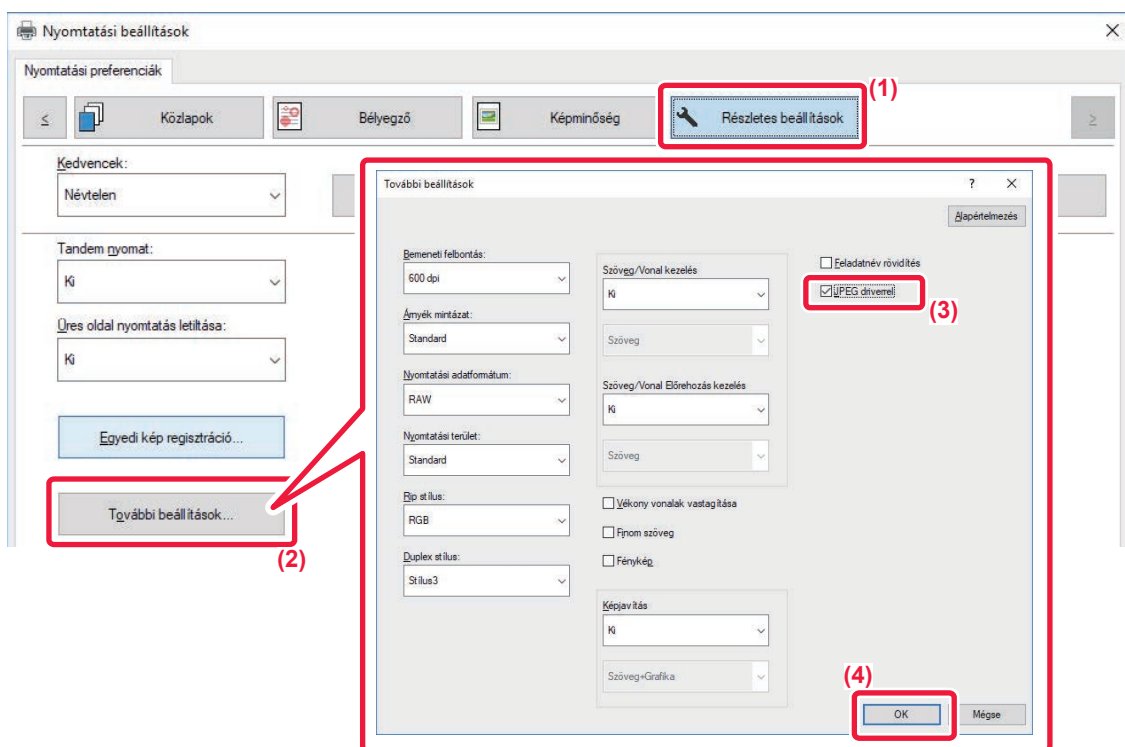 Nyomtatási beállítások
Nyomtatási preferenciák
(1)
<
Közlapok
Bélyegző
Képminőség
Részletes beállítások
>
Kedvencek:
Névtelen
Tandem nyomat:
Ki
Üres oldal nyomtatás letiltása:
Ki
Egyedi kép regisztráció...
További beállítások...
(2)
További beállítások
?
Alapértelmezés
Bemeneti felbontás:
600 dpi
Árnyék mintázat:
Standard
Nyomtatási adatformátum:
RAW
Nyomtatási terület:
Standard
Rip stílus:
RGB
Duplex stílus:
Stílus3
Szöveg/Vonal kezelés
Ki
Szöveg
Szöveg/Vonal Előrehozás kezelés
Ki
Szöveg
Vékony vonalak vastagítása
Finom szöveg
Fénykép
Képjavítás
Ki
Szöveg+Grafika
Feladatnév rövidítés
JPEG driverrel
(3)
(4)
OK
Mégse